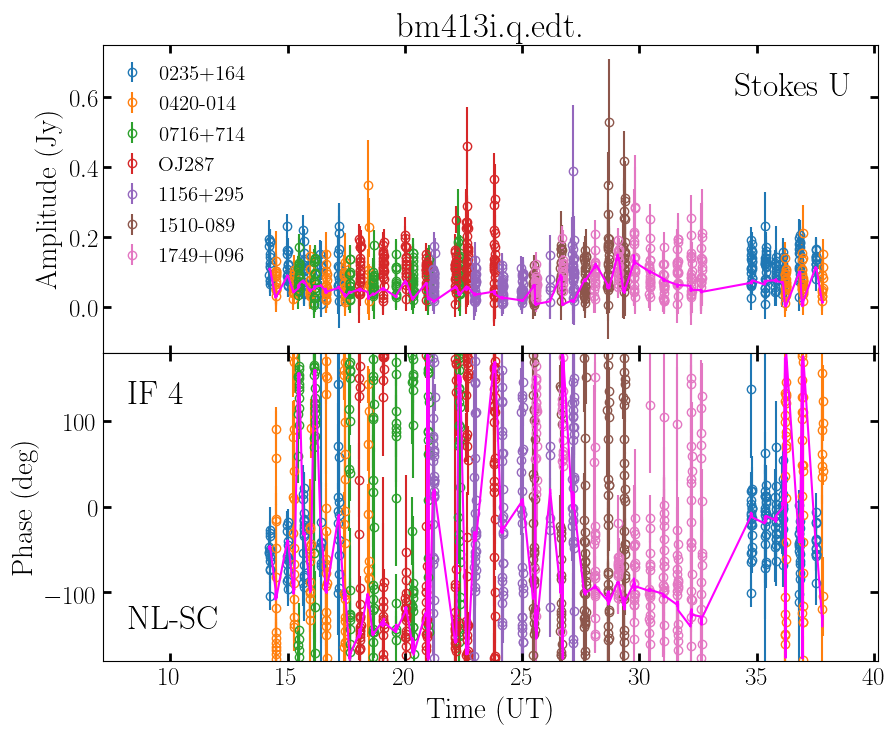 bm413i.q.edt.
Amplitude (Jy)
0.6
0.4
0.2
0.0
0235+164
0420-014
0716+714
OJ287
1156+295
1510-089
1749+096
Stokes U
Phase (deg)
100
0
−100
IF 4
NL-SC
10 15 20 25 30 35 40
Time (UT)